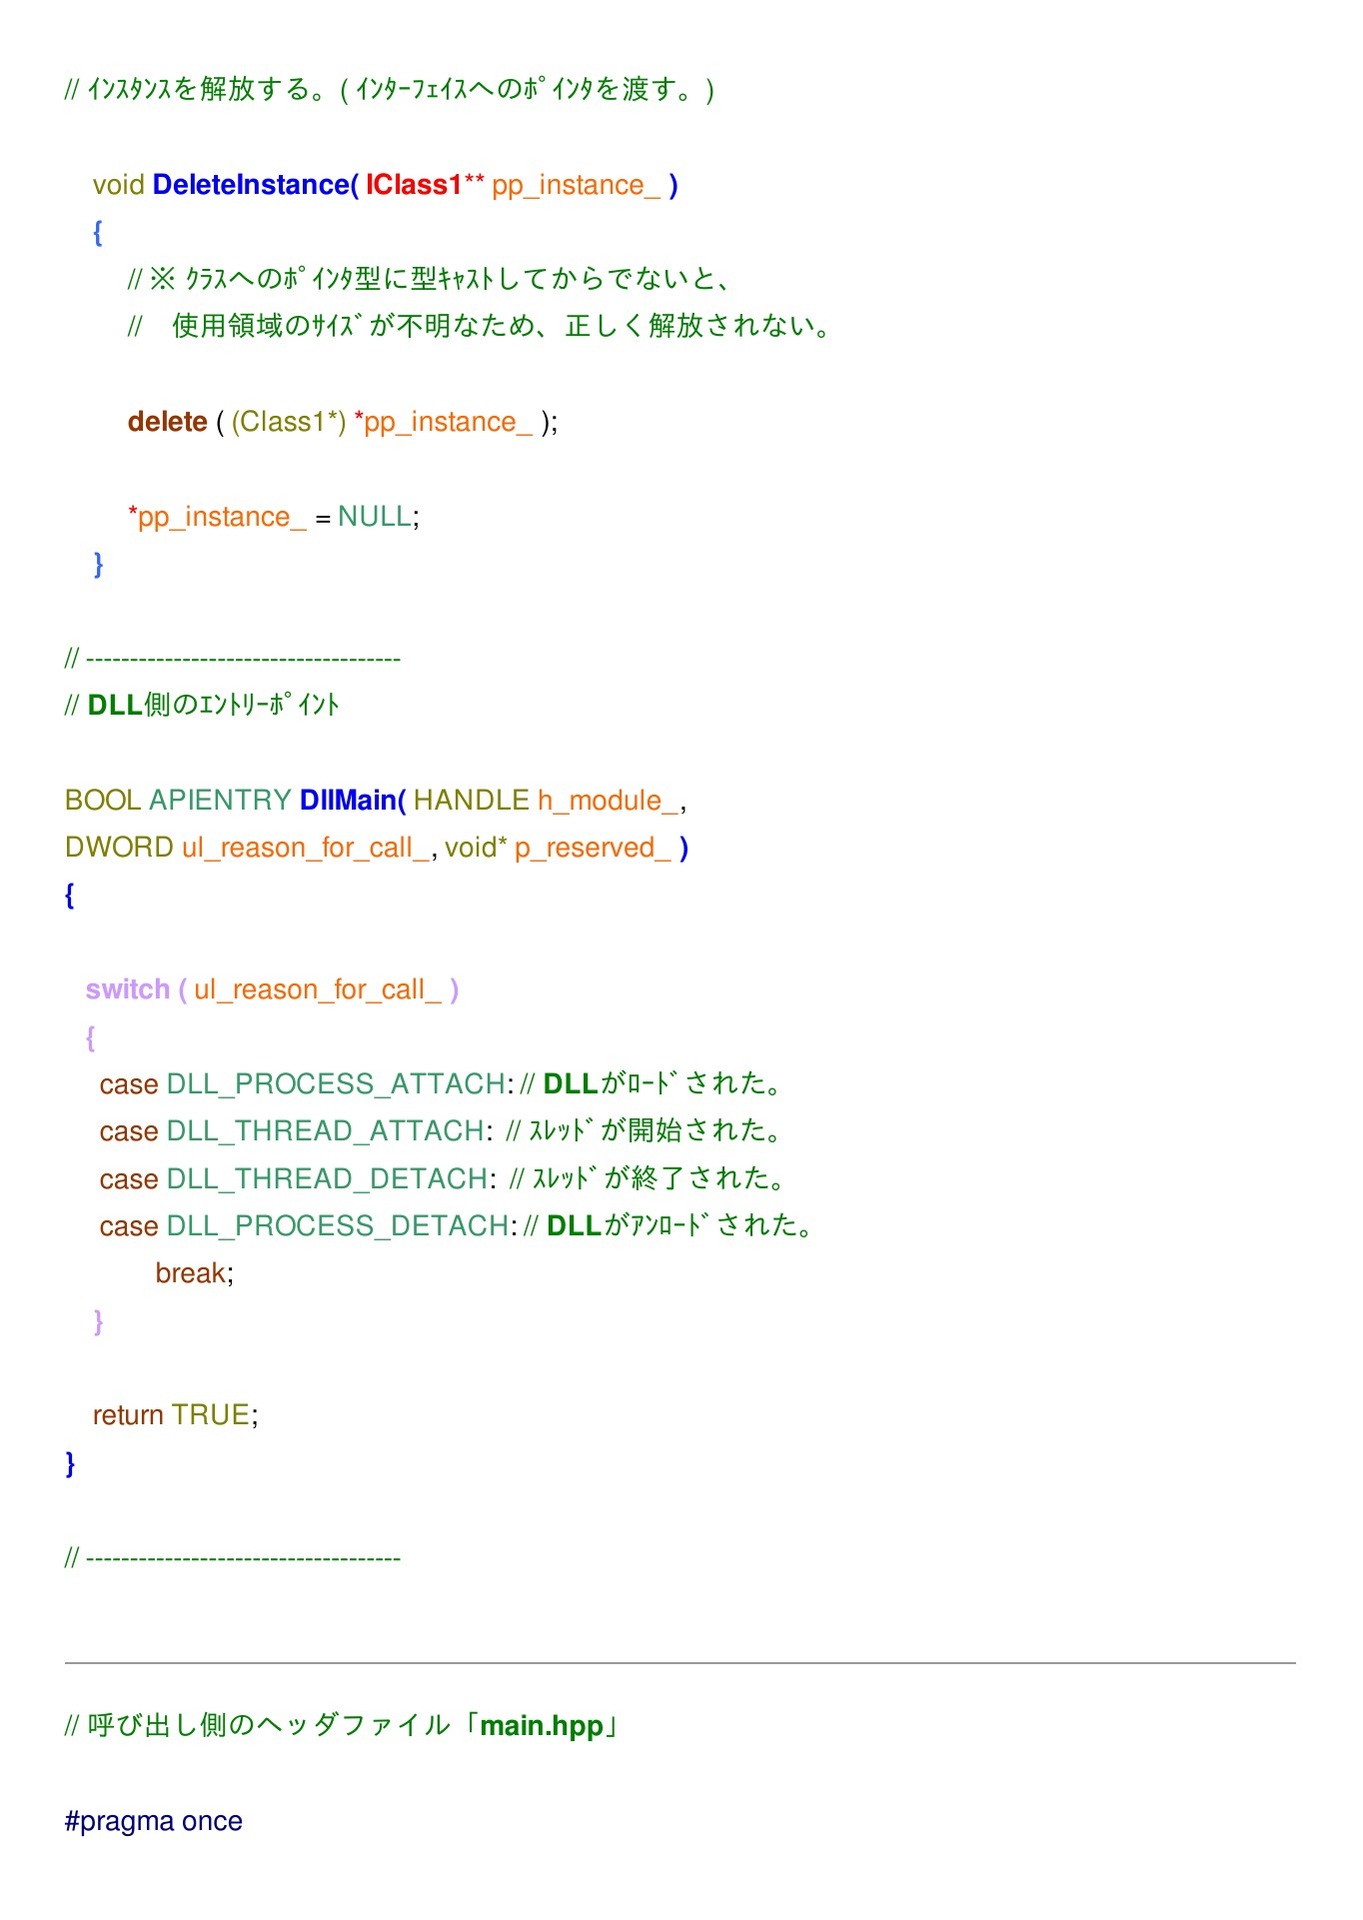 // ｲﾝｽﾀﾝｽを解放する。( ｲﾝﾀｰﾌｪｲｽへのﾎﾟｲﾝﾀを渡す。)
void DeleteInstance( IClass1** pp_instance_ )
{
// ※ ｸﾗｽへのﾎﾟｲﾝﾀ型に型ｷｬｽﾄしてからでないと、
//　使用領域のｻｲｽﾞが不明なため、正しく解放されない。
delete ( (Class1*) *pp_instance_ );
*pp_instance_ = NULL;
}
// ------------------------------------
// DLL側のｴﾝﾄﾘｰﾎﾟｲﾝﾄ
BOOL APIENTRY DllMain( HANDLE h_module_,
DWORD ul_reason_for_call_, void* p_reserved_ )
{
switch ( ul_reason_for_call_ )
{
case DLL_PROCESS_ATTACH: // DLLがﾛｰﾄﾞされた。
case DLL_THREAD_ATTACH: // ｽﾚｯﾄﾞが開始された。
case DLL_THREAD_DETACH: // ｽﾚｯﾄﾞが終了された。
case DLL_PROCESS_DETACH: // DLLがｱﾝﾛｰﾄﾞされた。
break;
}
return TRUE;
}
// ------------------------------------
// 呼び出し側のヘッダファイル「main.hpp」
#pragma once